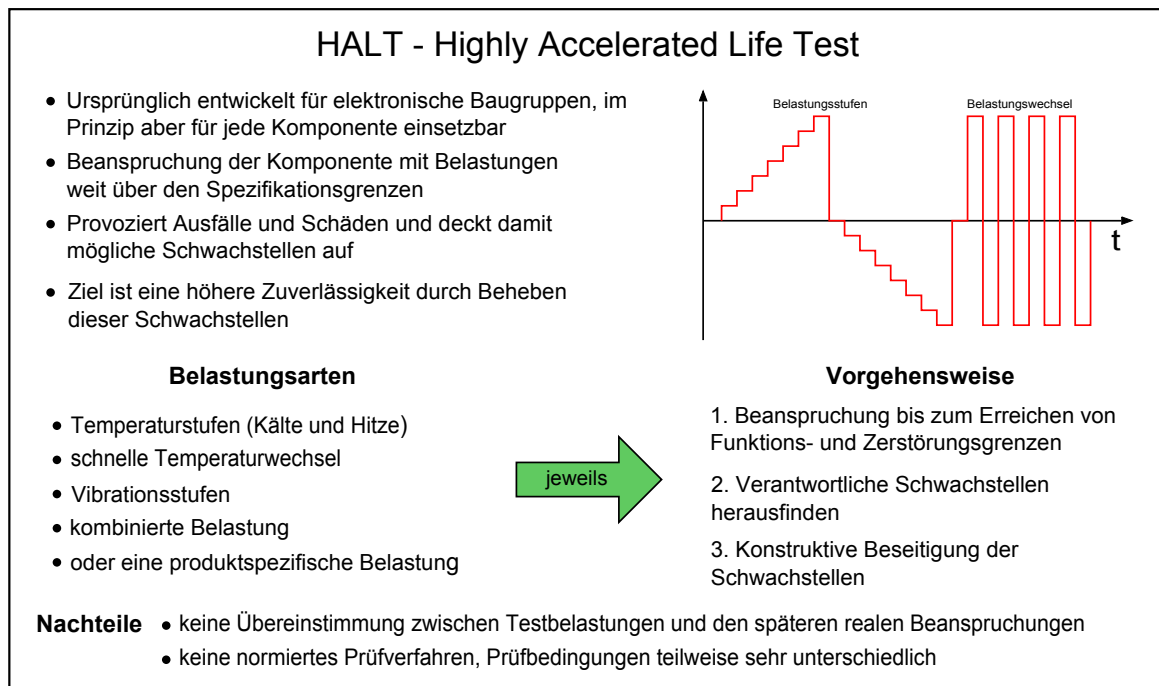 HALT - Highly Accelerated Life Test
• Ursprünglich entwickelt für elektronische Baugruppen, im
Prinzip aber für jede Komponente einsetzbar
• Beanspruchung der Komponente mit Belastungen
weit über den Spezifikationsgrenzen
• Provoziert Ausfälle und Schäden und deckt damit
mögliche Schwachstellen auf
• Ziel ist eine höhere Zuverlässigkeit durch Beheben
dieser Schwachstellen
Belastungsstufen
Belastungswechsel
t
Belastungsarten
• Temperaturstufen (Kälte und Hitze)
• schnelle Temperaturwechsel
• Vibrationsstufen
• kombinierte Belastung
• oder eine produktspezifische Belastung
jeweils
Vorgehensweise
1. Beanspruchung bis zum Erreichen von
Funktions- und Zerstörungsgrenzen
2. Verantwortliche Schwachstellen
herausfinden
3. Konstruktive Beseitigung der
Schwachstellen
Nachteile • keine Übereinstimmung zwischen Testbelastungen und den späteren realen Beanspruchungen
• keine normiertes Prüfverfahren, Prüfbedingungen teilweise sehr unterschiedlich